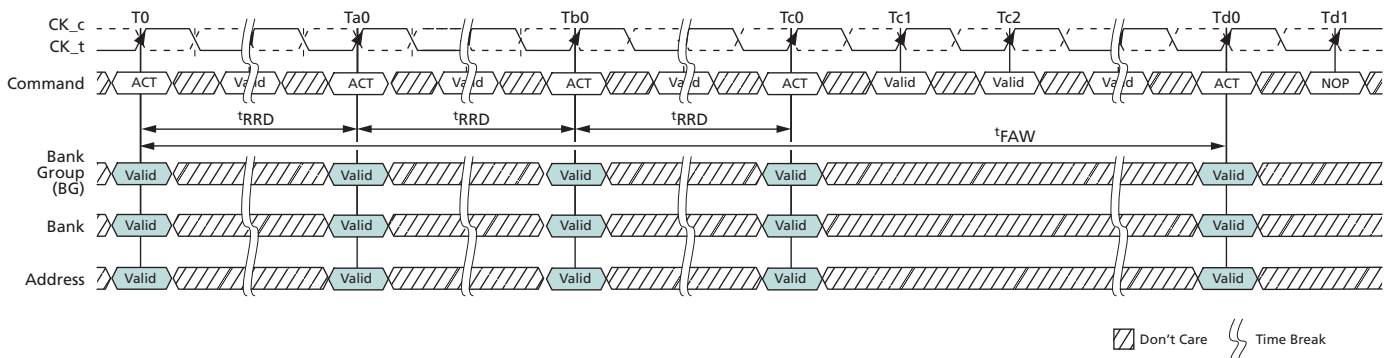 T0 Ta0 Tb0 Tc0 Tc1 Tc2 Td0 Td1
CK_c
CK_t
Command ACT Valid ACT Valid ACT Valid ACT Valid Valid Valid ACT NOP
tRRD tRRD tRRD
tFAW
Bank
Group
(BG)
Valid Valid Valid Valid Valid
Bank Valid Valid Valid Valid Valid
Address Valid Valid Valid Valid Valid
Don't Care Time Break